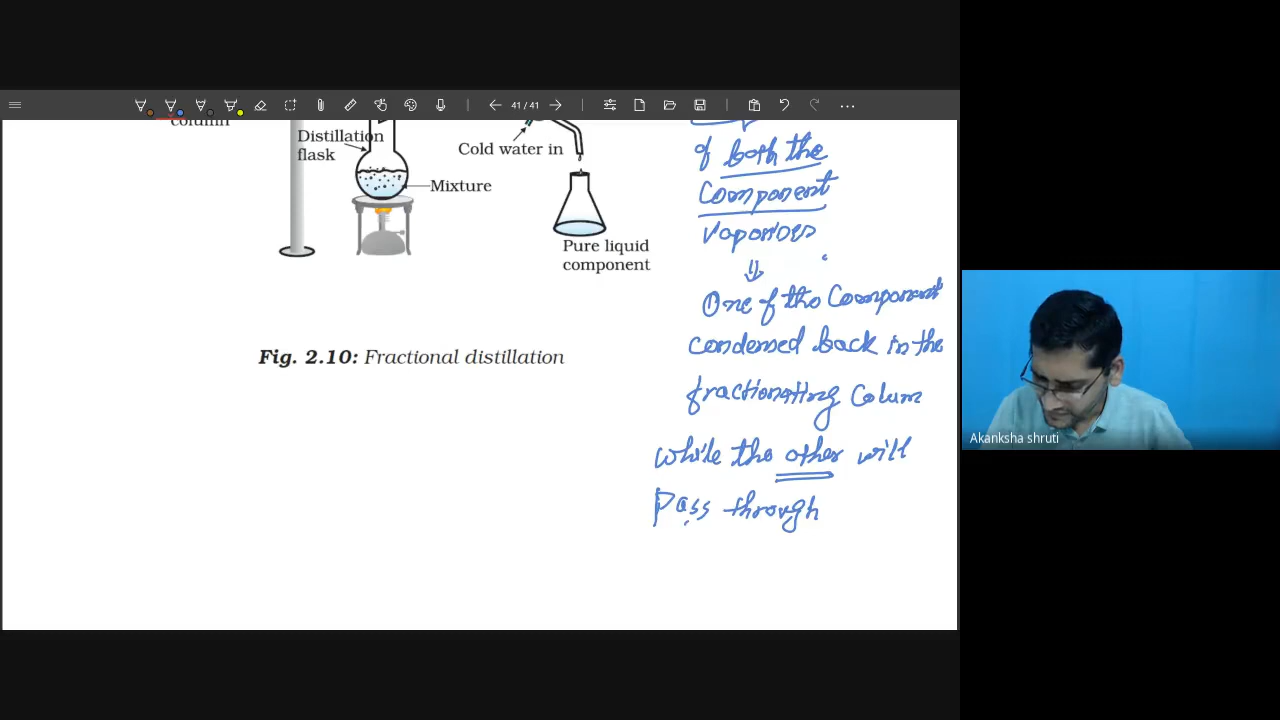 41/41
column
Distillation
flask
Cold water in
Mixture
Pure liquid
component
Fig. 2.10: Fractional distillation
of both the
Component
vaporises
⇓
One of the Component
condensed back in the
fractionating Colum
while the other will
Pass through
Akanksha shruti